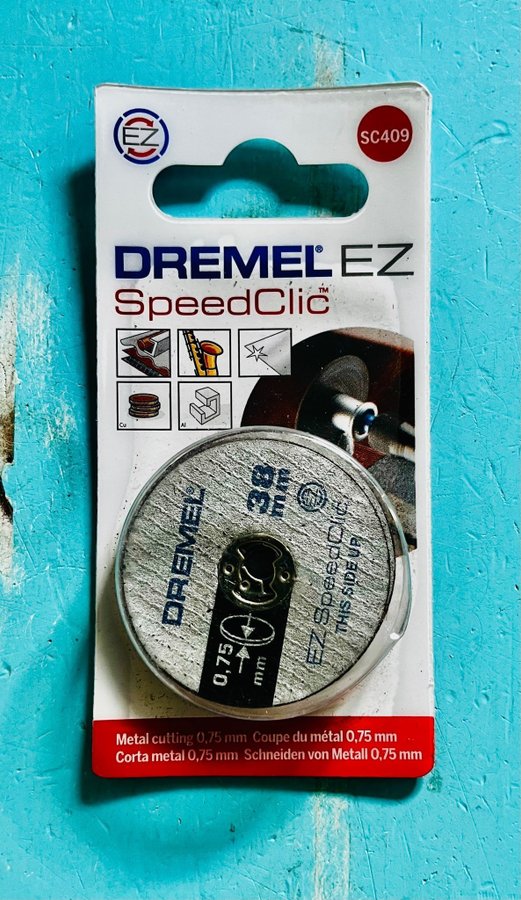 EZ
SC409
DREMEL® EZ
SpeedClic™
Cu
Al
DREMEL
38 mm
EZ
EZ SpeedClic
THIS SIDE UP
0,75 mm
Metal cutting 0,75 mm Coupe du métal 0,75 mm
Corta metal 0,75 mm Schneiden von Metall 0,75 mm